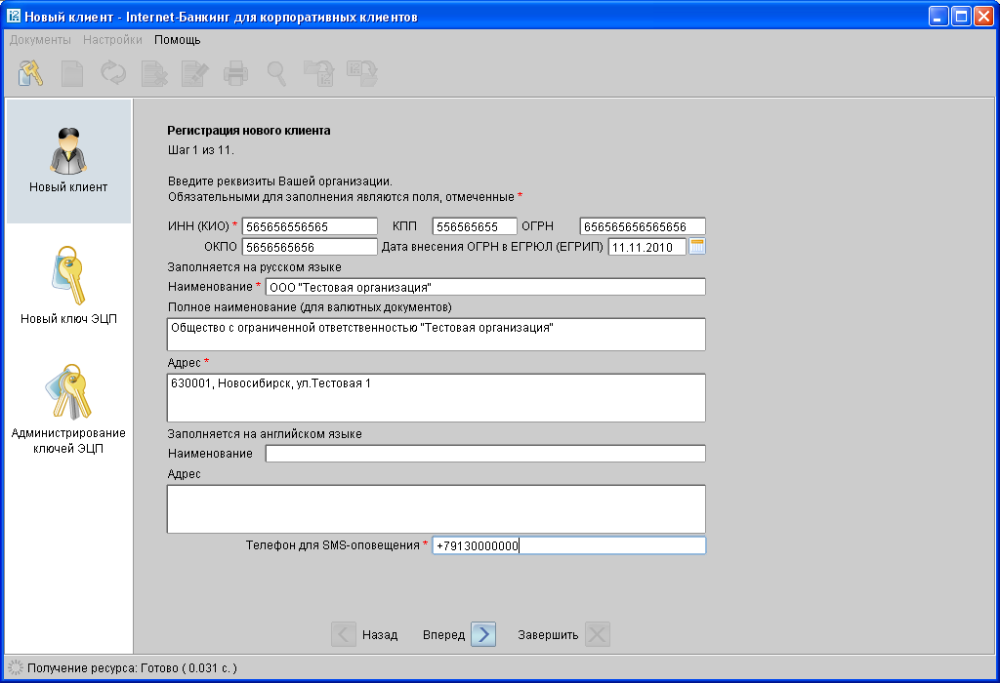 Новый клиент - Internet-Банкинг для корпоративных клиентов
Документы Настройки Помощь
Новый клиент
Новый ключ ЭЦП
Администрирование
ключей ЭЦП
Регистрация нового клиента
Шаг 1 из 11.
Введите реквизиты Вашей организации.
Обязательными для заполнения являются поля, отмеченные *
ИНН (КИО) * 565656556565 КПП 556565655 ОГРН 656565656565656
ОКПО 5656565656 Дата внесения ОГРН в ЕГРЮЛ (ЕГРИП) 11.11.2010
Заполняется на русском языке
Наименование * ООО "Тестовая организация"
Полное наименование (для валютных документов)
Общество с ограниченной ответственностью "Тестовая организация"
Адрес *
630001, Новосибирск, ул.Тестовая 1
Заполняется на английском языке
Наименование
Адрес
Телефон для SMS-оповещения * +79130000000
Назад Вперед Завершить
Получение ресурса: Готово ( 0.031 с. )